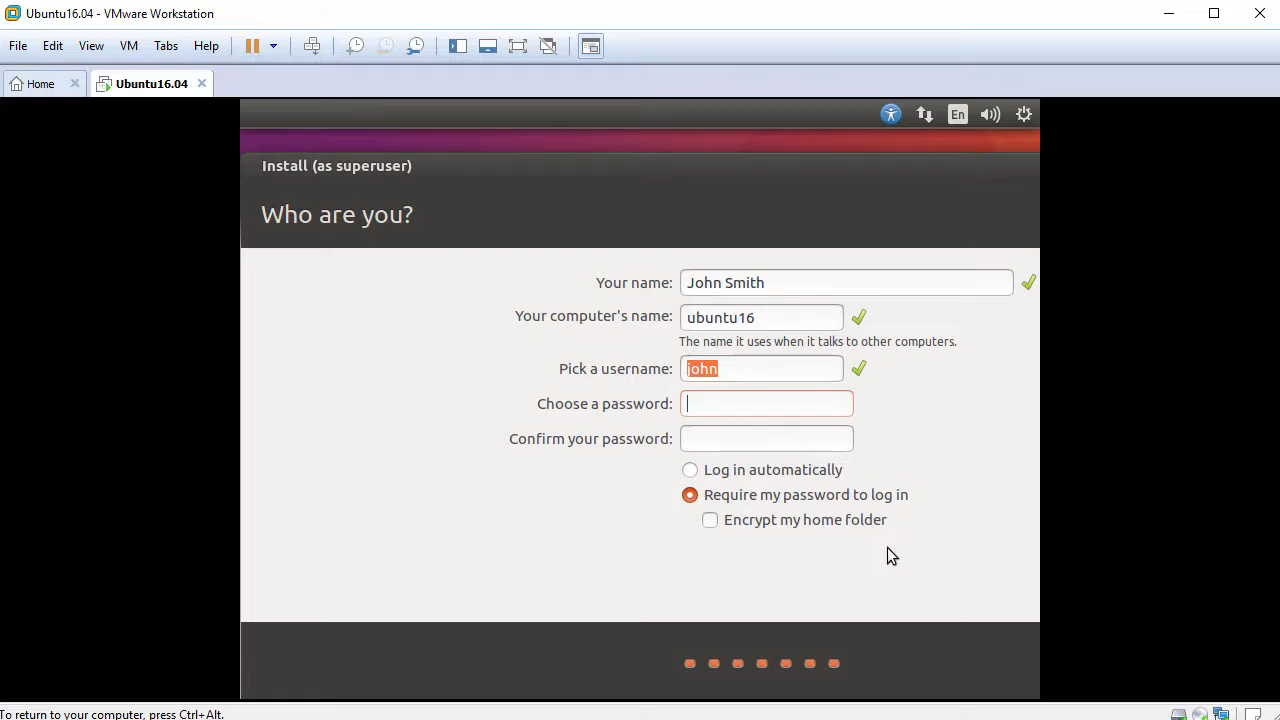 Ubuntu16.04 - VMware Workstation
File Edit View VM Tabs Help
Home Ubuntu16.04
En
Install (as superuser)
Who are you?
Your name: John Smith
Your computer's name: ubuntu16
The name it uses when it talks to other computers.
Pick a username: john
Choose a password:
Confirm your password:
Log in automatically
Require my password to log in
Encrypt my home folder
To return to your computer, press Ctrl+Alt.